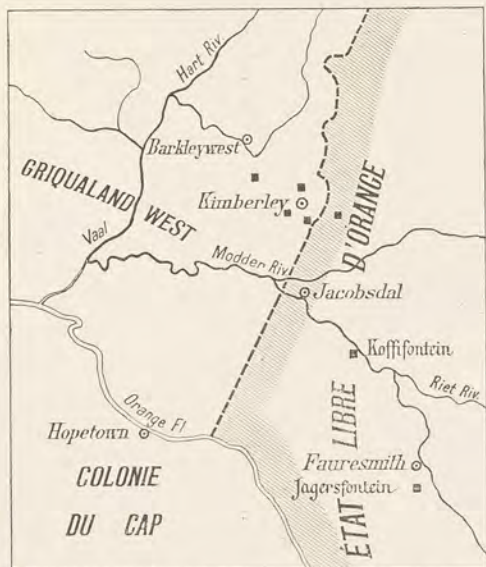 Hart Riv.
Barkleywest
GRIQUALAND WEST
Kimberley
Vaal
D'ORANGE
Modder Riv.
Jacobsdal
Koffifontein
Riet Riv.
Orange Fl.
LIBRE
Hopetown
Fauresmith
Jagersfontein
COLONIE
DU CAP
ÉTAT